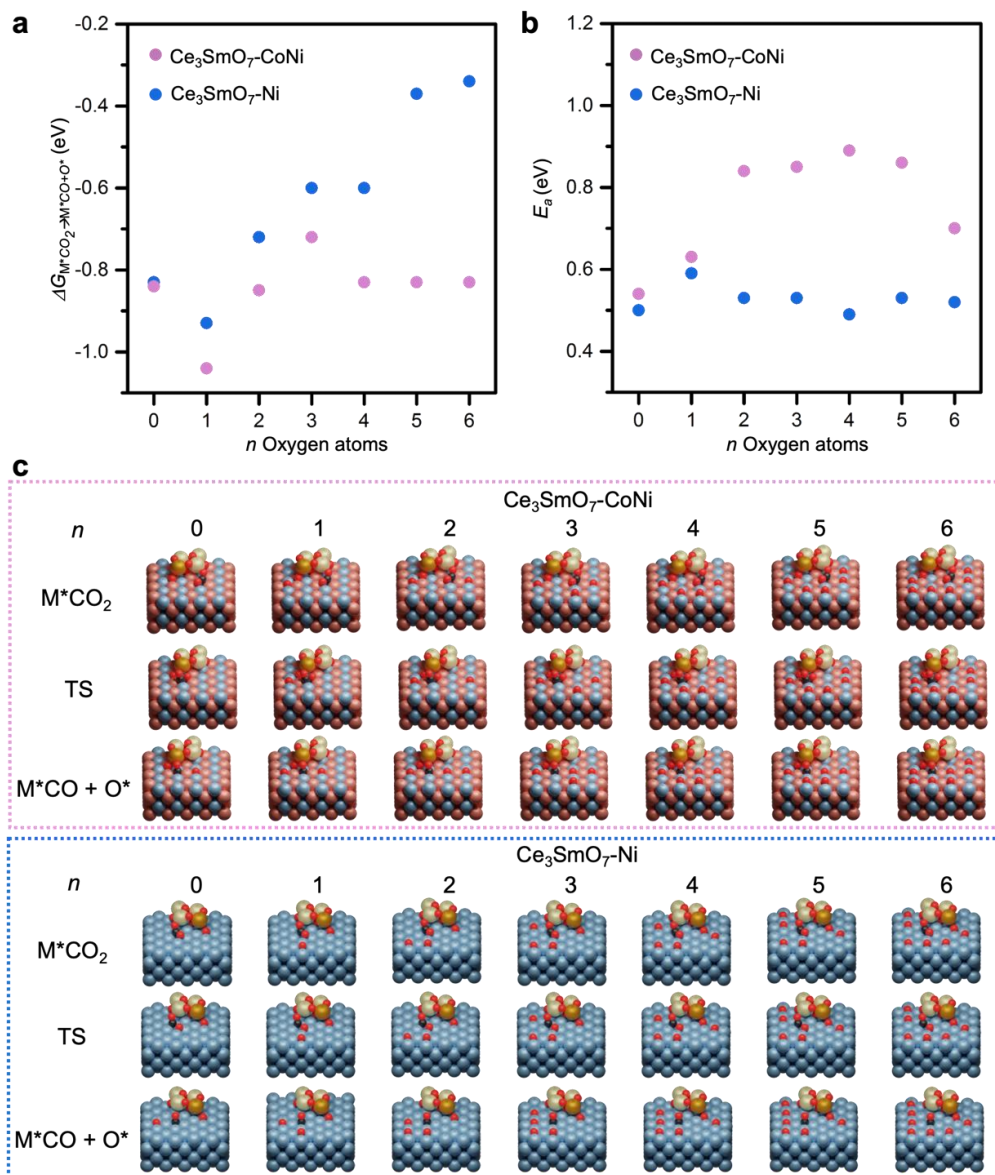 a
-0.2
-0.4
-0.6
-0.8
-1.0
ΔG_M*CO₂→M*CO+O* (eV)
Ce₃SmO₇-CoNi
Ce₃SmO₇-Ni
0 1 2 3 4 5 6
n Oxygen atoms
b
1.2
1.0
0.8
0.6
0.4
Eₐ (eV)
Ce₃SmO₇-CoNi
Ce₃SmO₇-Ni
0 1 2 3 4 5 6
n Oxygen atoms
c
Ce₃SmO₇-CoNi
n 0 1 2 3 4 5 6
M*CO₂
TS
M*CO + O*
Ce₃SmO₇-Ni
n 0 1 2 3 4 5 6
M*CO₂
TS
M*CO + O*